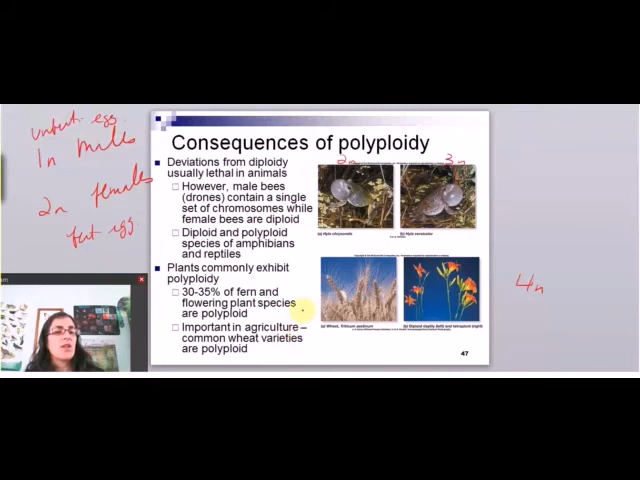 unfert. egg
1n males
2n females
fert egg.
Consequences of polyploidy
Deviations from diploidy
usually lethal in animals
However, male bees
(drones) contain a single
set of chromosomes while
female bees are diploid
Diploid and polyploid
species of amphibians
and reptiles
Plants commonly exhibit
polyploidy
30-35% of fern and
flowering plant species
are polyploid
Important in agriculture –
common wheat varieties
are polyploid
2n
3n
(a) Hyla chrysoscelis
(b) Hyla versicolor
(a) Wheat, Triticum aestivum
(b) Diploid daylily (left) and tetraploid (right)
47
4n